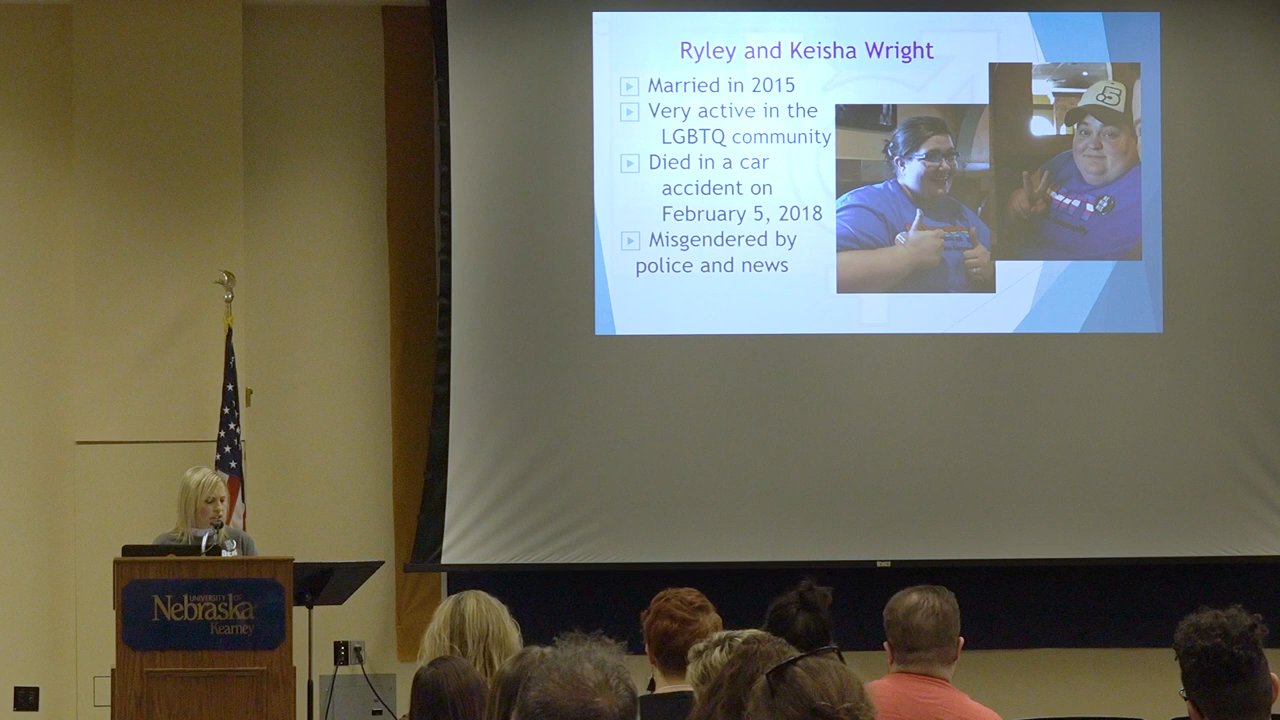 Ryley and Keisha Wright
Married in 2015
Very active in the
LGBTQ community
Died in a car
accident on
February 5, 2018
Misgendered by
police and news
.5
UNIVERSITY OF
Nebraska
Kearney